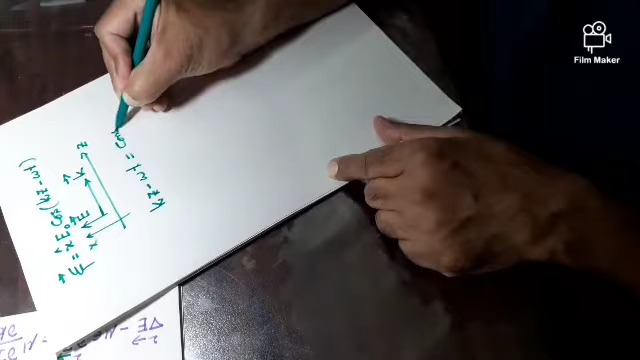 E⃗ = x̂ E₀ Cos(kz - ωt)
x
E⃗
k⃗
z
kz - ωt = Con
Film Maker